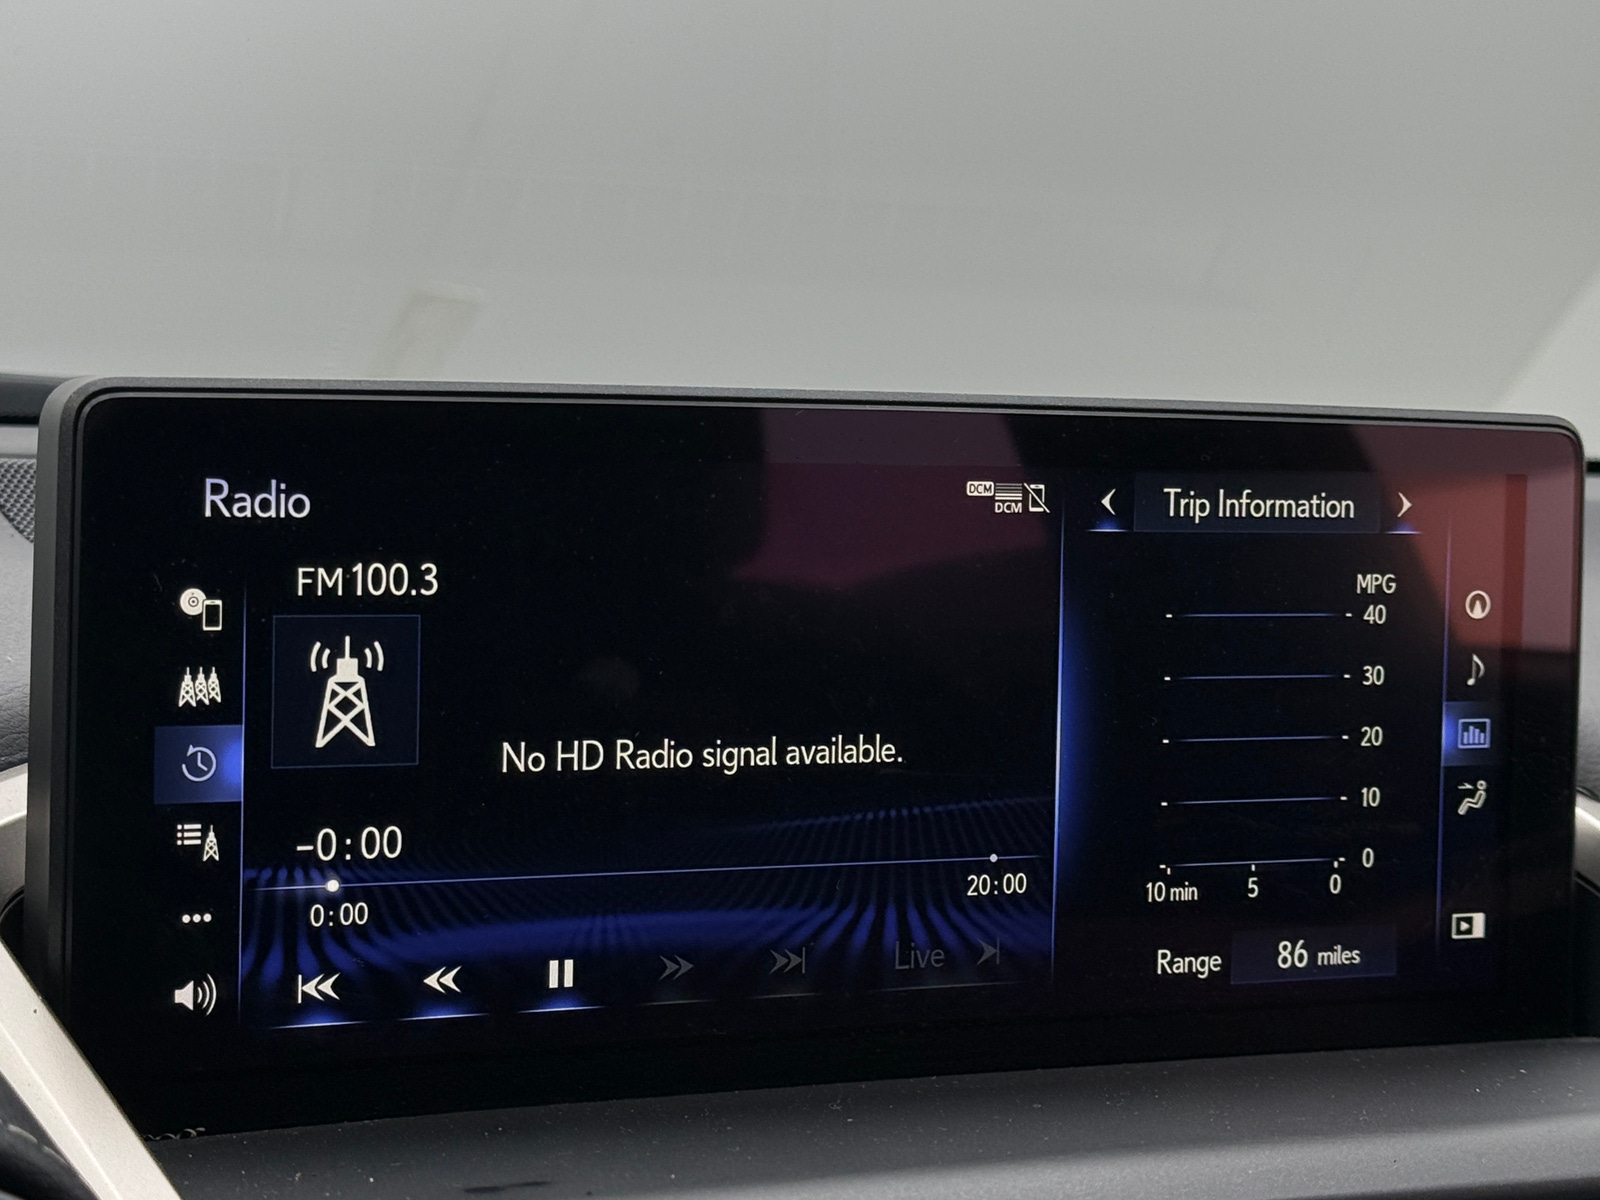 Radio
DCM
DCM
Trip Information
FM 100.3
No HD Radio signal available.
–0:00
0:00
20:00
Live
MPG
40
30
20
10
0
10 min
5
0
Range
86 miles